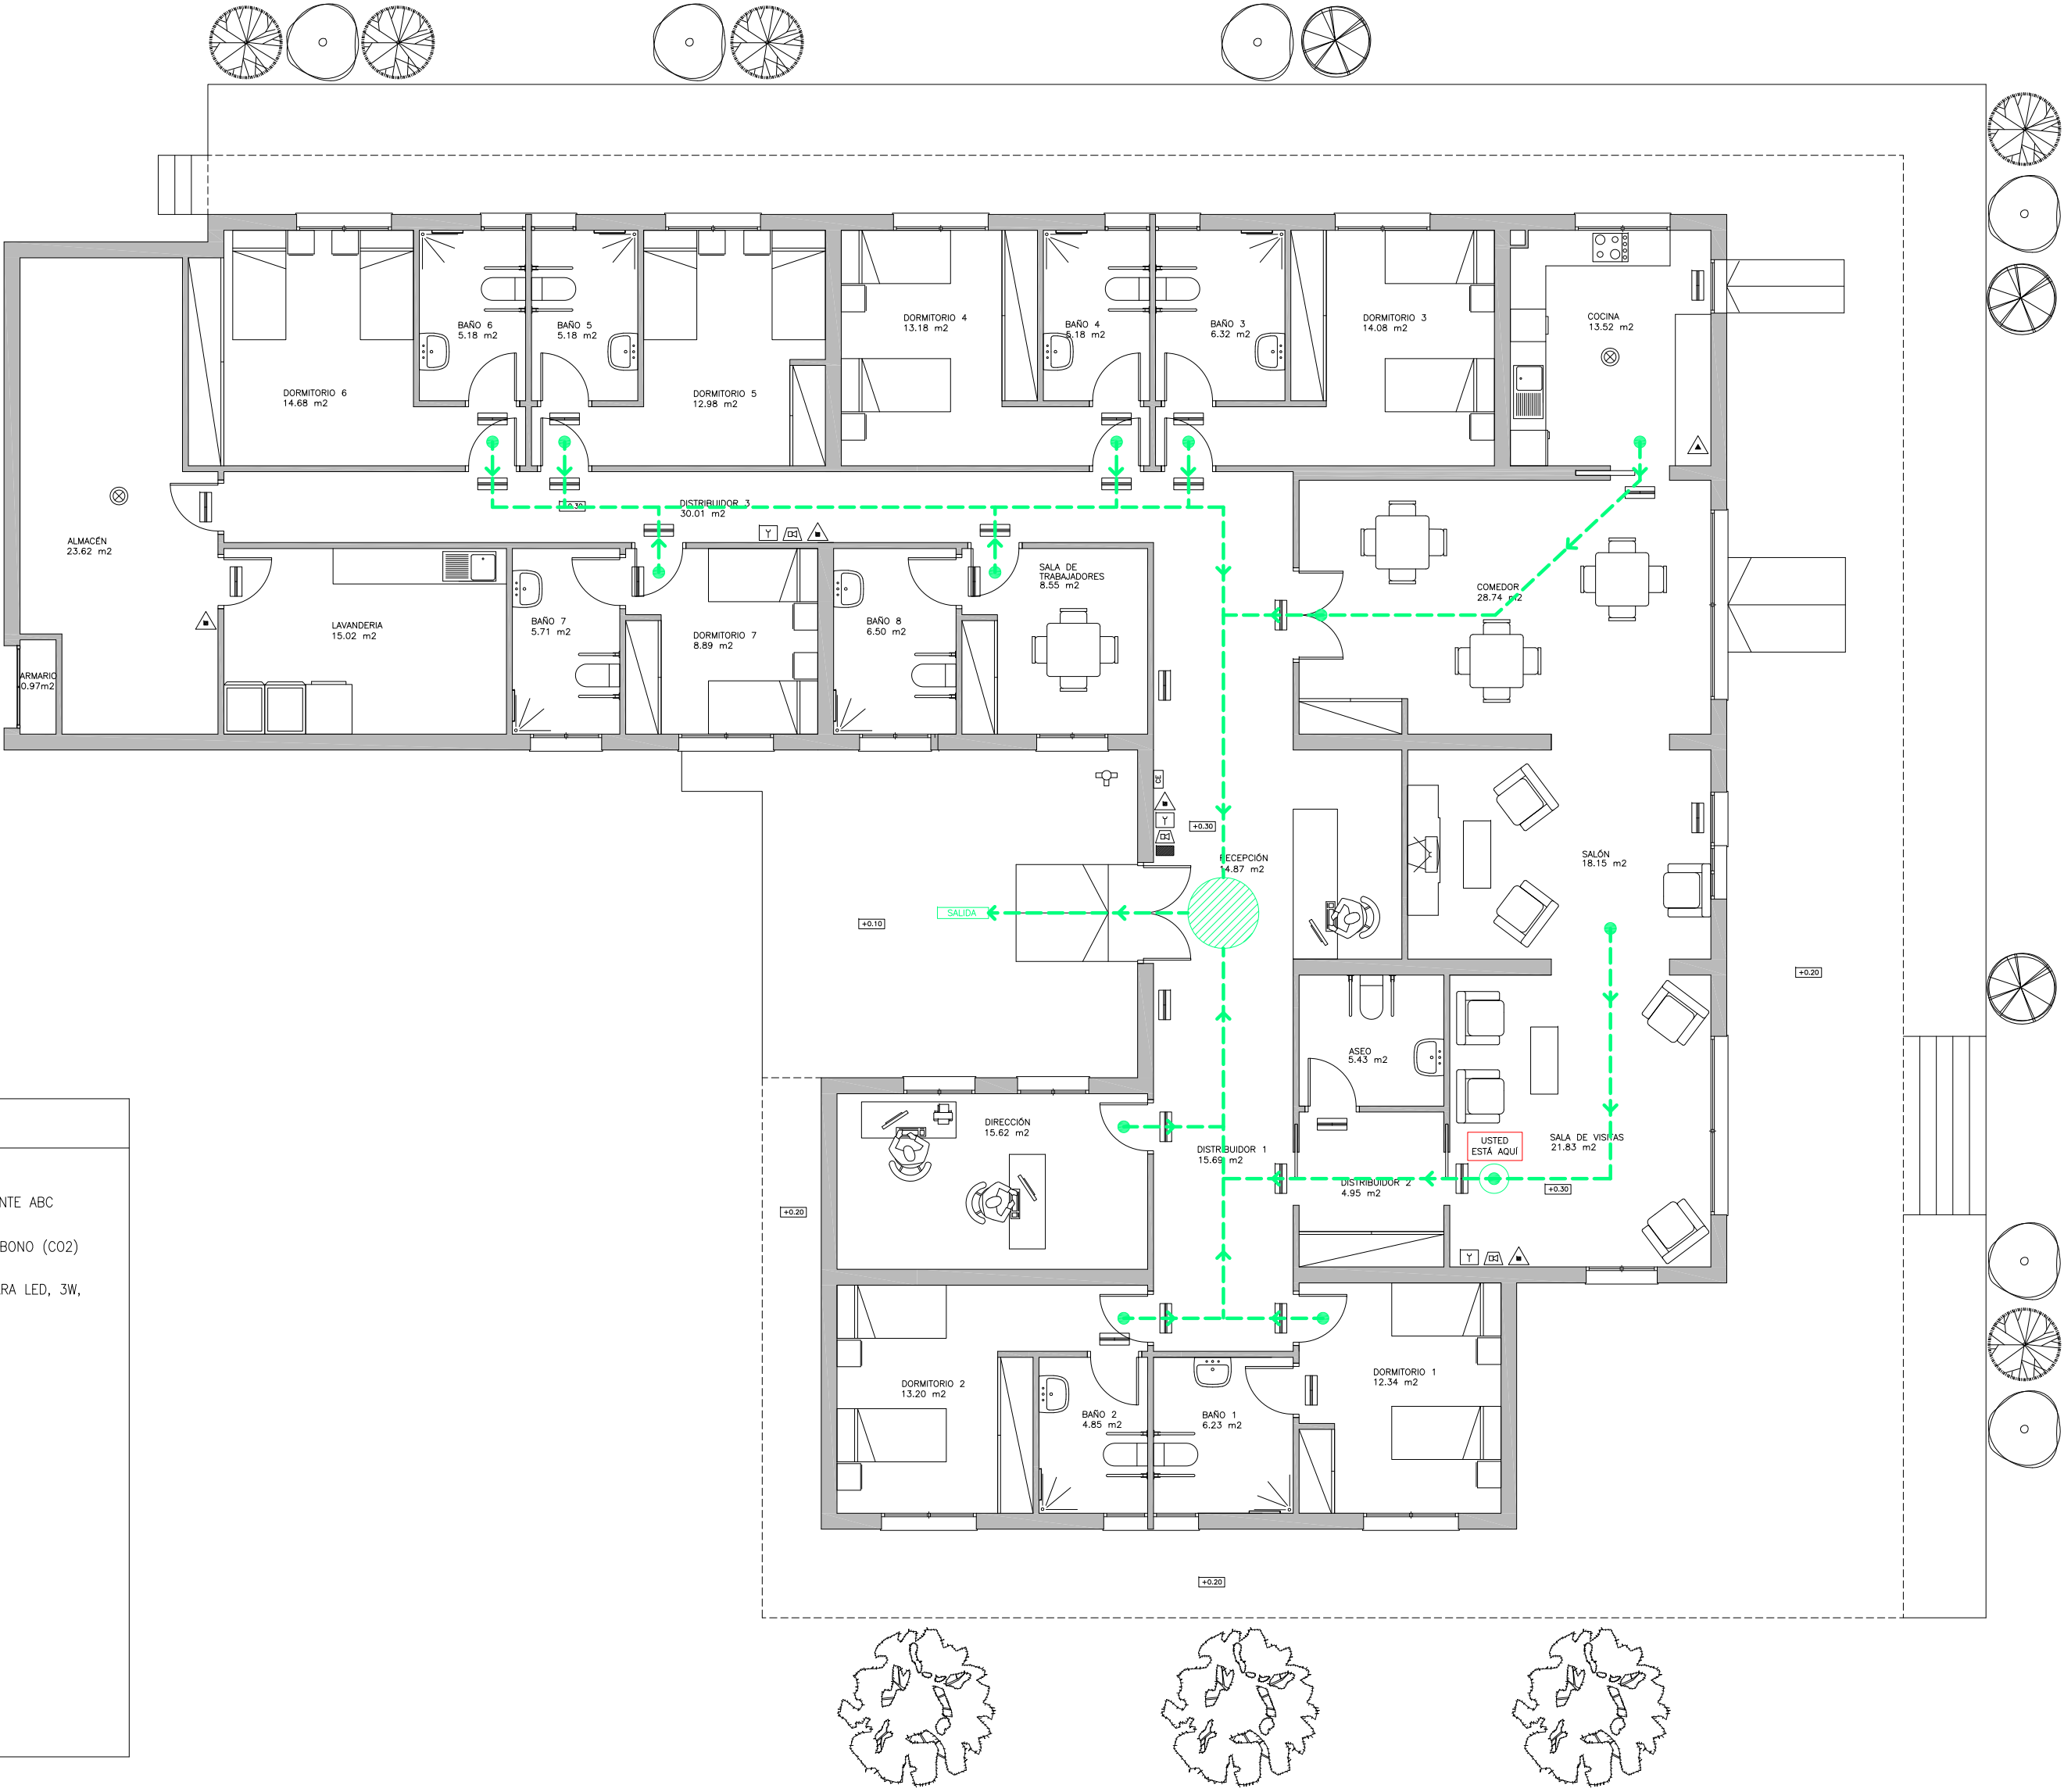 DORMITORIO 6
14.68 m2
BAÑO 6
5.18 m2
BAÑO 5
5.18 m2
DORMITORIO 5
12.98 m2
DORMITORIO 4
13.18 m2
BAÑO 4
5.18 m2
BAÑO 3
6.32 m2
DORMITORIO 3
14.08 m2
COCINA
13.52 m2
ALMACÉN
23.62 m2
+0.30
DISTRIBUIDOR 3
30.01 m2
ARMARIO
0.97m2
LAVANDERIA
15.02 m2
BAÑO 7
5.71 m2
DORMITORIO 7
8.89 m2
BAÑO 8
6.50 m2
SALA DE
TRABAJADORES
8.55 m2
COMEDOR
28.74 m2
CE
+0.30
RECEPCIÓN
14.87 m2
SALÓN
18.15 m2
SALIDA
+0.10
+0.20
ASEO
5.43 m2
DIRECCIÓN
15.62 m2
DISTRIBUIDOR 1
15.69 m2
USTED
ESTÁ AQUÍ
SALA DE VISITAS
21.83 m2
DISTRIBUIDOR 2
4.95 m2
+0.30
+0.20
NTE ABC
BONO (CO2)
RA LED, 3W,
DORMITORIO 2
13.20 m2
BAÑO 2
4.85 m2
BAÑO 1
6.23 m2
DORMITORIO 1
12.34 m2
+0.20